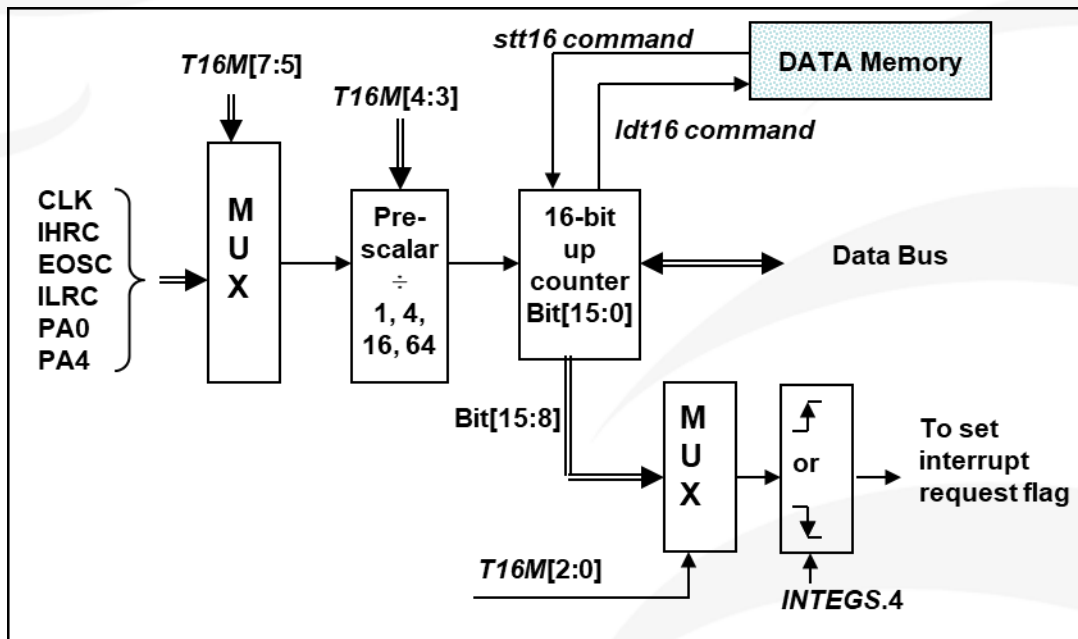 stt16 command
DATA Memory
T16M[7:5]
T16M[4:3]
ldt16 command
CLK
IHRC
EOSC
ILRC
PA0
PA4
M
U
X
Pre-
scalar
÷
1, 4,
16, 64
16-bit
up
counter
Bit[15:0]
Data Bus
Bit[15:8]
M
U
X
or
To set
interrupt
request flag
T16M[2:0]
INTEGS.4